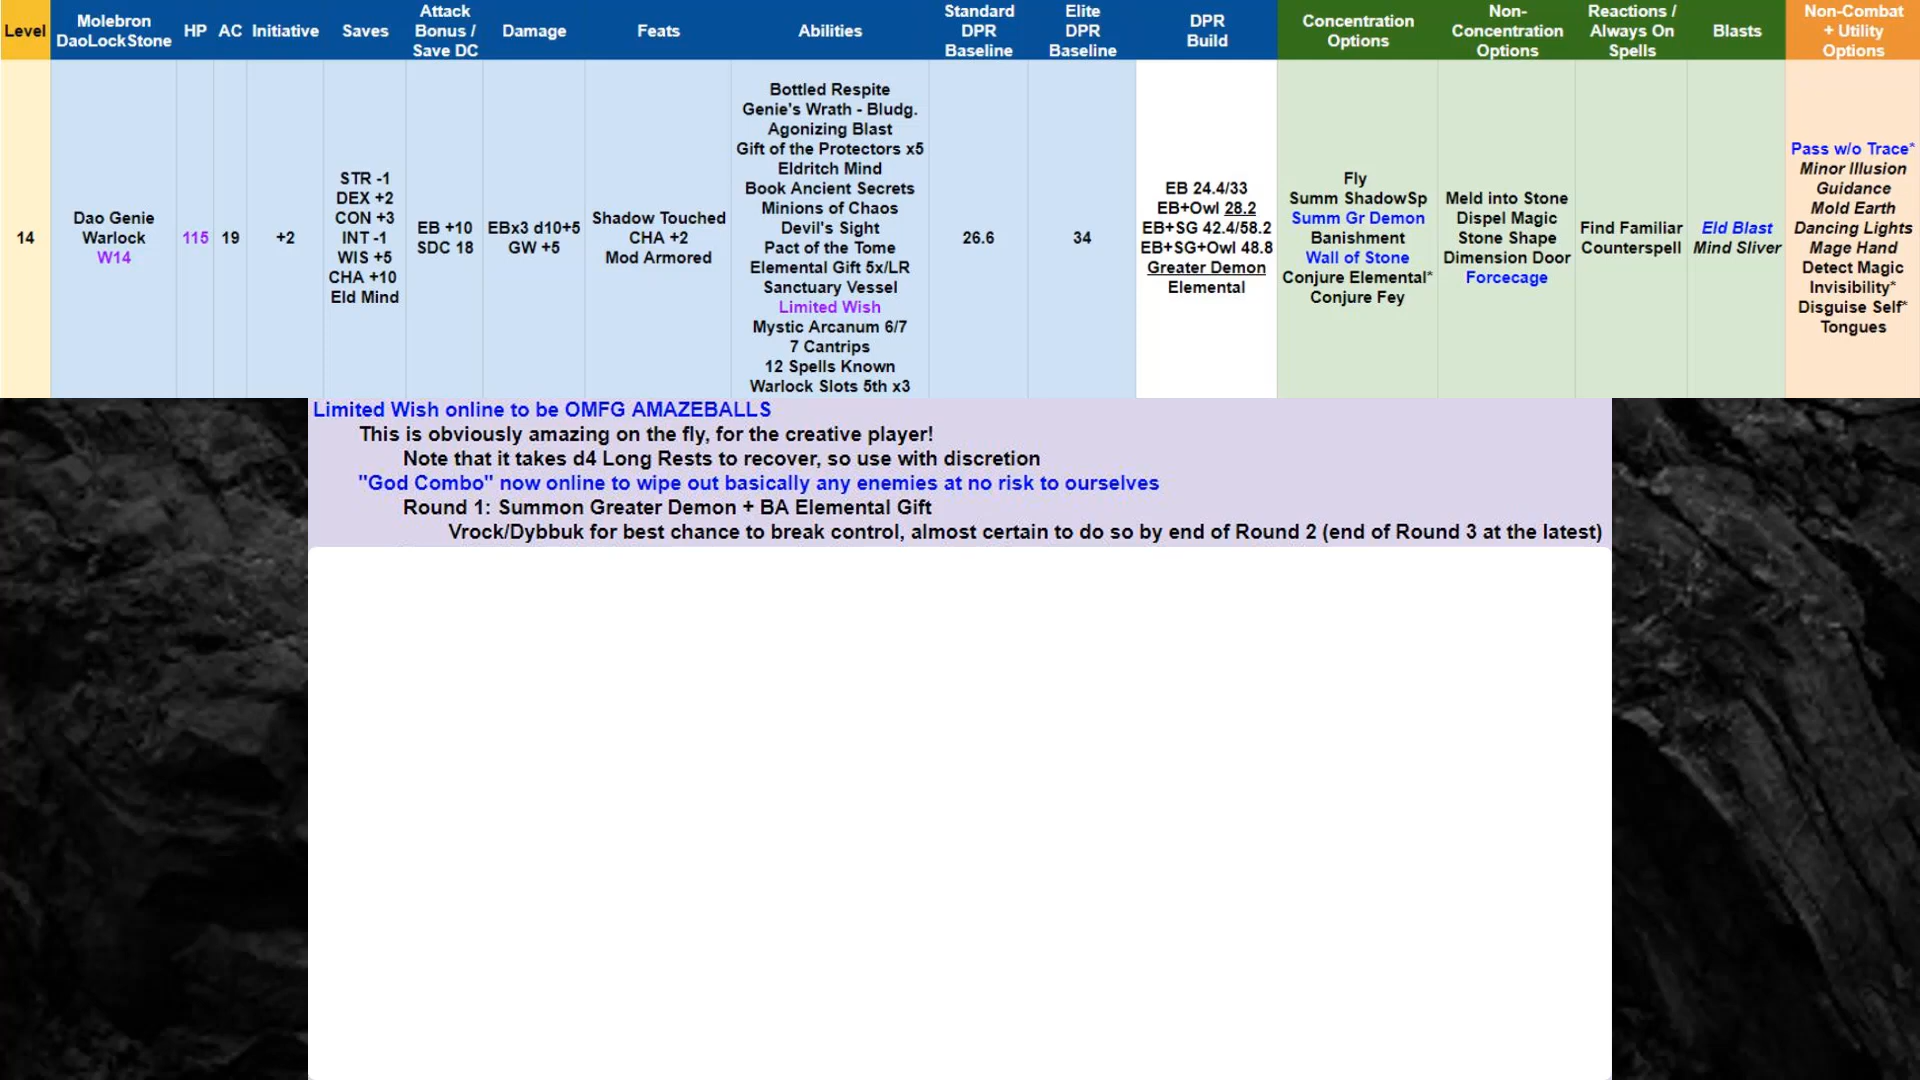 Level
Molebron
DaoLockStone
HP
AC
Initiative
Saves
Attack
Bonus /
Save DC
Damage
Feats
Abilities
Standard
DPR
Baseline
Elite
DPR
Baseline
DPR
Build
Concentration
Options
Non-
Concentration
Options
Reactions /
Always On
Spells
Blasts
Non-Combat
+ Utility
Options
14
Dao Genie
Warlock
W14
115
19
+2
STR -1
DEX +2
CON +3
INT -1
WIS +5
CHA +10
Eld Mind
EB +10
SDC 18
EBx3 d10+5
GW +5
Shadow Touched
CHA +2
Mod Armored
Bottled Respite
Genie's Wrath - Bludg.
Agonizing Blast
Gift of the Protectors x5
Eldritch Mind
Book Ancient Secrets
Minions of Chaos
Devil's Sight
Pact of the Tome
Elemental Gift 5x/LR
Sanctuary Vessel
Limited Wish
Mystic Arcanum 6/7
7 Cantrips
12 Spells Known
Warlock Slots 5th x3
26.6
34
EB 24.4/33
EB+Owl 28.2
EB+SG 42.4/58.2
EB+SG+Owl 48.8
Greater Demon
Elemental
Fly
Summ ShadowSp
Summ Gr Demon
Banishment
Wall of Stone
Conjure Elemental*
Conjure Fey
Meld into Stone
Dispel Magic
Stone Shape
Dimension Door
Forcecage
Find Familiar
Counterspell
Eld Blast
Mind Sliver
Pass w/o Trace*
Minor Illusion
Guidance
Mold Earth
Dancing Lights
Mage Hand
Detect Magic
Invisibility*
Disguise Self*
Tongues
Limited Wish online to be OMFG AMAZEBALLS
This is obviously amazing on the fly, for the creative player!
Note that it takes d4 Long Rests to recover, so use with discretion
"God Combo" now online to wipe out basically any enemies at no risk to ourselves
Round 1: Summon Greater Demon + BA Elemental Gift
Vrock/Dybbuk for best chance to break control, almost certain to do so by end of Round 2 (end of Round 3 at the latest)